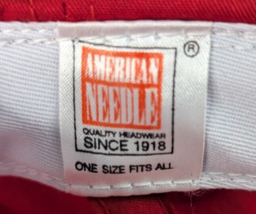 AMERICAN
NEEDLE
®
QUALITY HEADWEAR
SINCE 1918
ONE SIZE FITS ALL